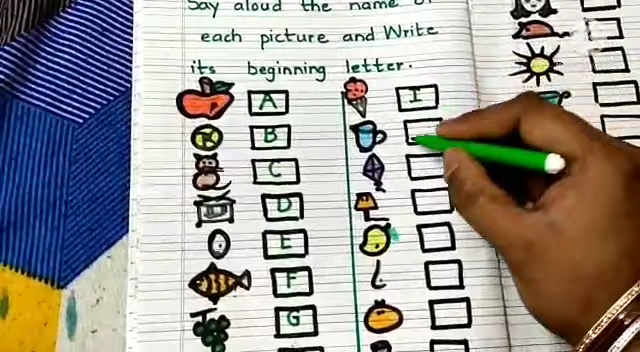 Say aloud the name of
each picture and Write
its beginning letter.
A
I
B
C
D
E
F
G